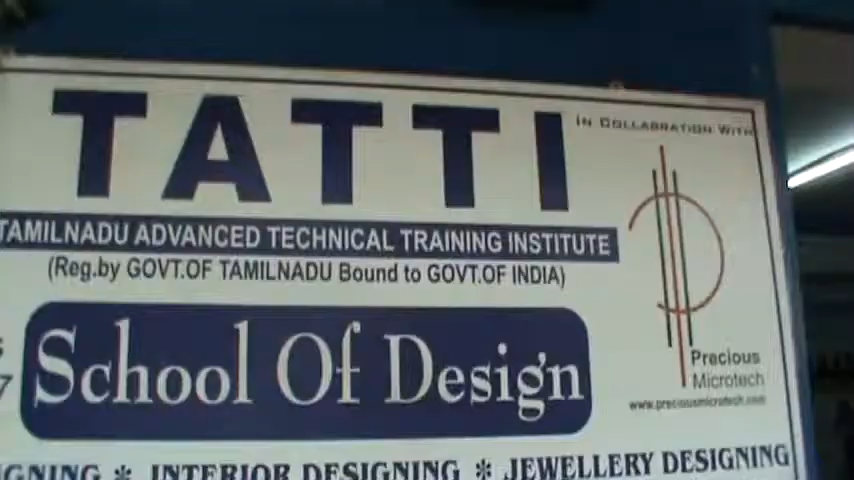 TATTI
IN COLLABRATION WITH
TAMILNADU ADVANCED TECHNICAL TRAINING INSTITUTE
(Reg.by GOVT.OF TAMILNADU Bound to GOVT.OF INDIA)
School Of Design
Precious
Microtech
www.preciousmicrotech.com
* INTERIOR DESIGNING * JEWELLERY DESIGNING